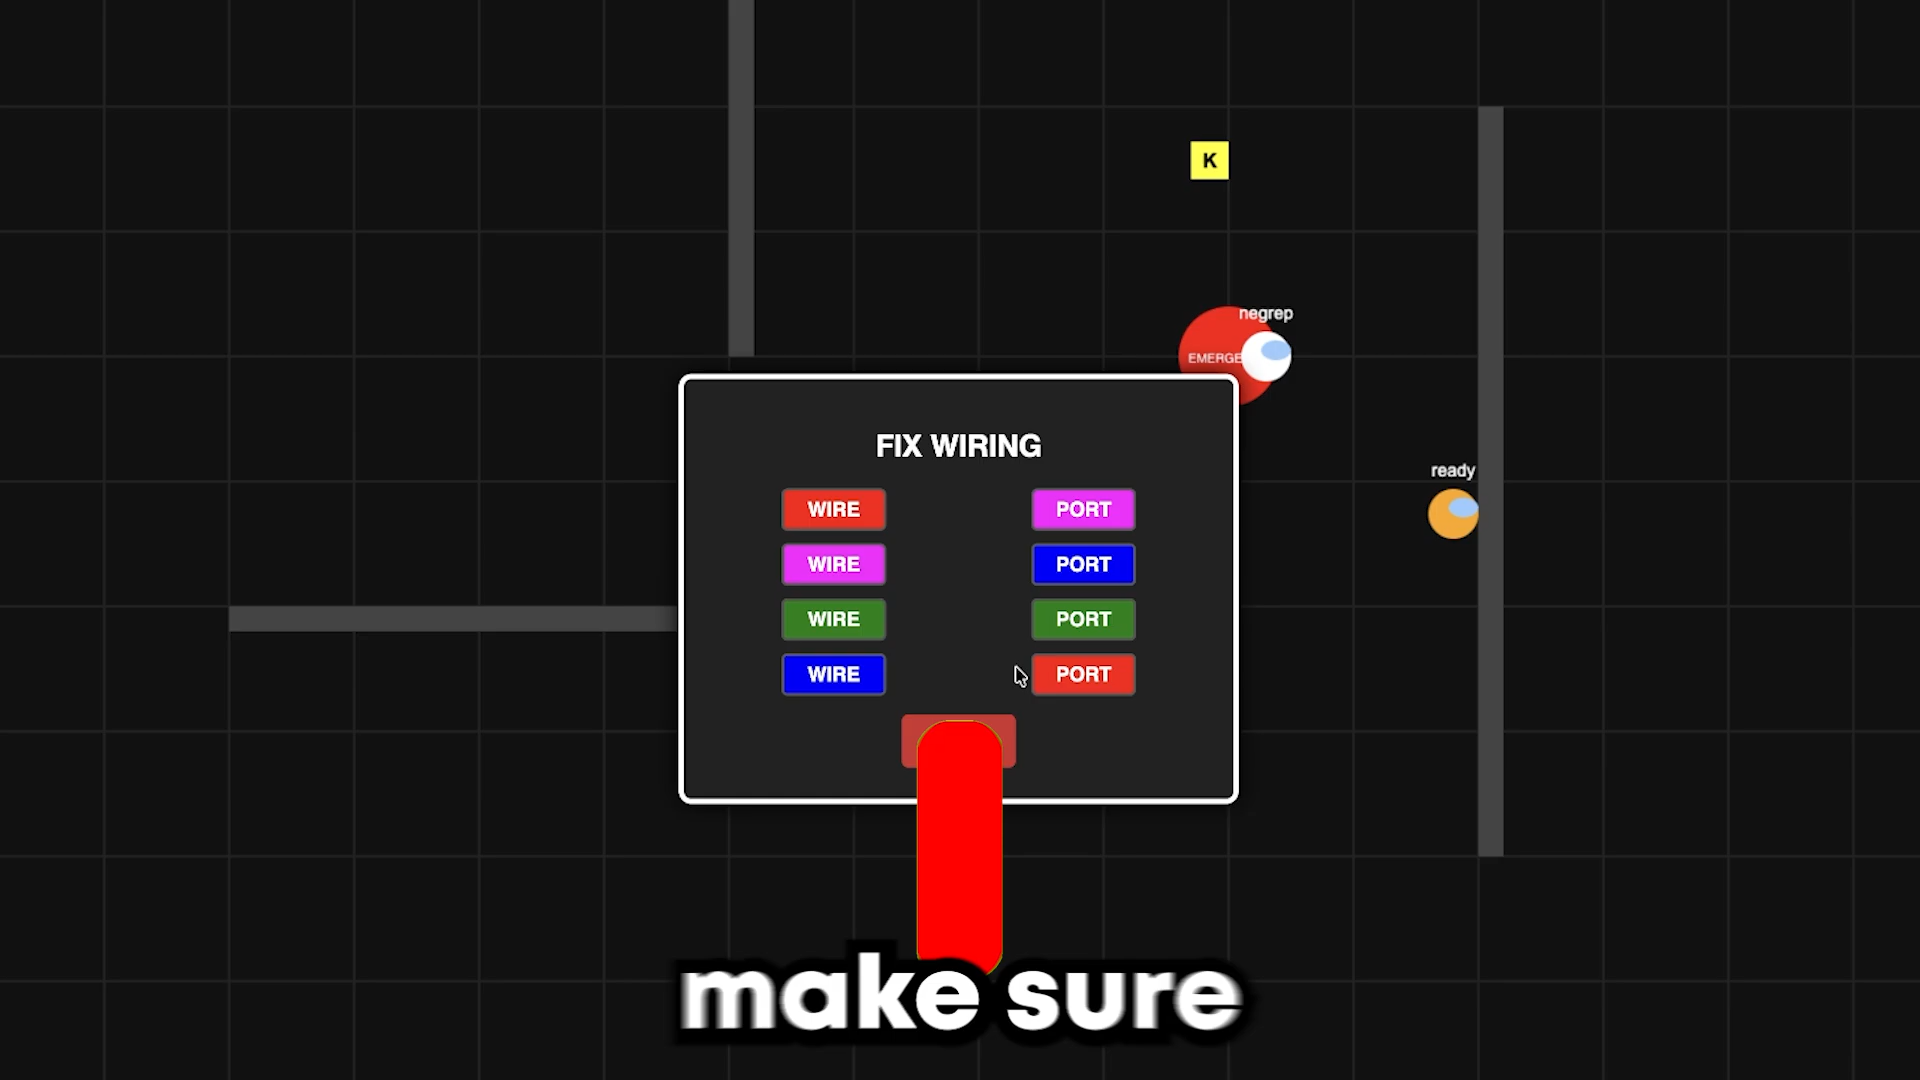 K
negrep
EMERGE
ready
FIX WIRING
WIRE PORT
WIRE PORT
WIRE PORT
WIRE PORT
make sure